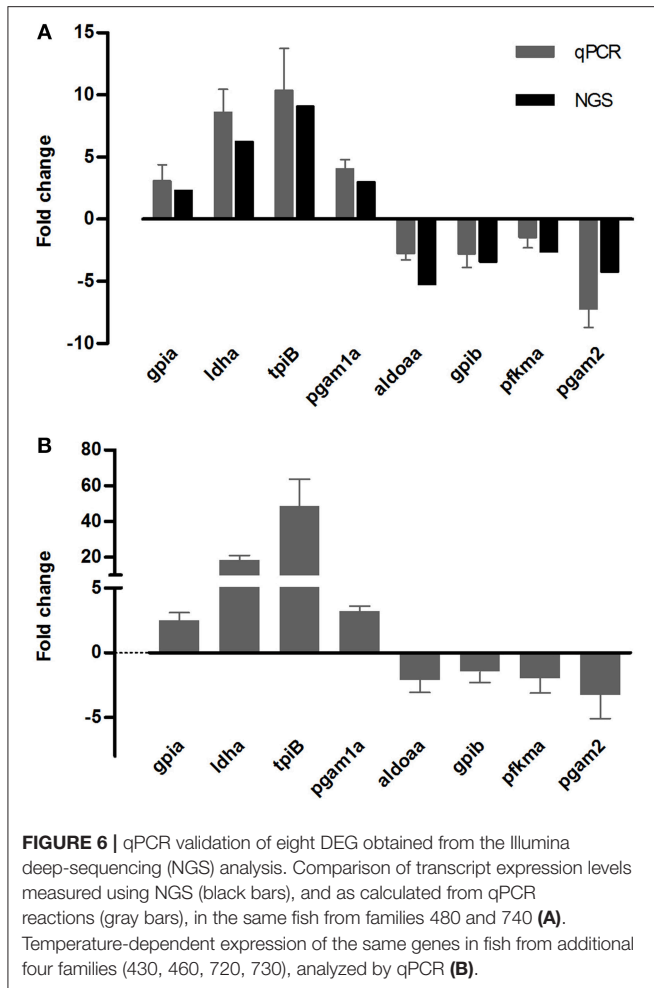 A
15
10
5
0
-5
-10
Fold change
qPCR
NGS
gpia
ldha
tpiB
pgam1a
aldoaa
gpib
pfkma
pgam2
B
80
60
40
20
5
0
-5
Fold change
gpia
ldha
tpiB
pgam1a
aldoaa
gpib
pfkma
pgam2
FIGURE 6 | qPCR validation of eight DEG obtained from the Illumina
deep-sequencing (NGS) analysis. Comparison of transcript expression levels
measured using NGS (black bars), and as calculated from qPCR
reactions (gray bars), in the same fish from families 480 and 740 (A).
Temperature-dependent expression of the same genes in fish from additional
four families (430, 460, 720, 730), analyzed by qPCR (B).